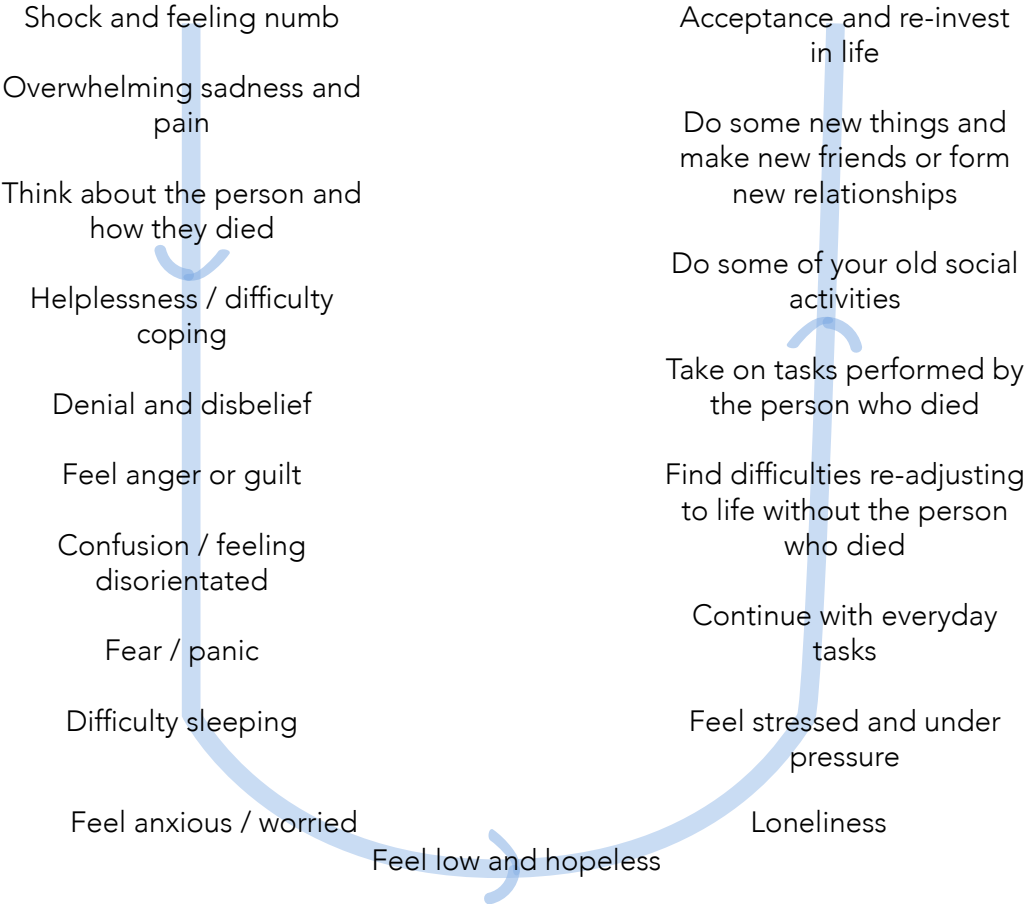 Shock and feeling numb
Overwhelming sadness and
pain
Think about the person and
how they died
Helplessness / difficulty
coping
Denial and disbelief
Feel anger or guilt
Confusion / feeling
disorientated
Fear / panic
Difficulty sleeping
Feel anxious / worried
Feel low and hopeless
Loneliness
Feel stressed and under
pressure
Continue with everyday
tasks
Find difficulties re-adjusting
to life without the person
who died
Take on tasks performed by
the person who died
Do some of your old social
activities
Do some new things and
make new friends or form
new relationships
Acceptance and re-invest
in life